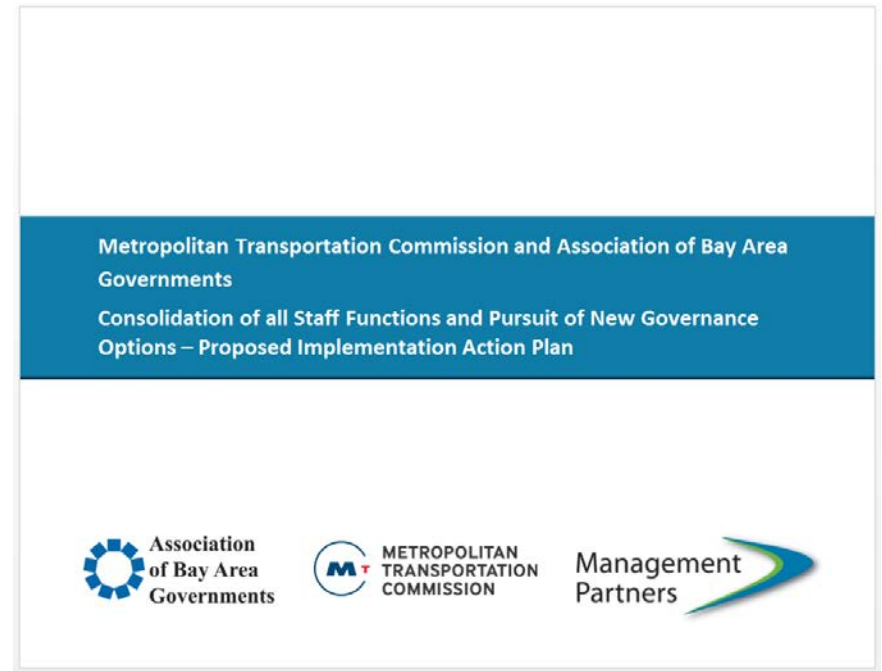 Metropolitan Transportation Commission and Association of Bay Area
Governments
Consolidation of all Staff Functions and Pursuit of New Governance
Options – Proposed Implementation Action Plan
Association
of Bay Area
Governments
M T
METROPOLITAN
TRANSPORTATION
COMMISSION
Management
Partners